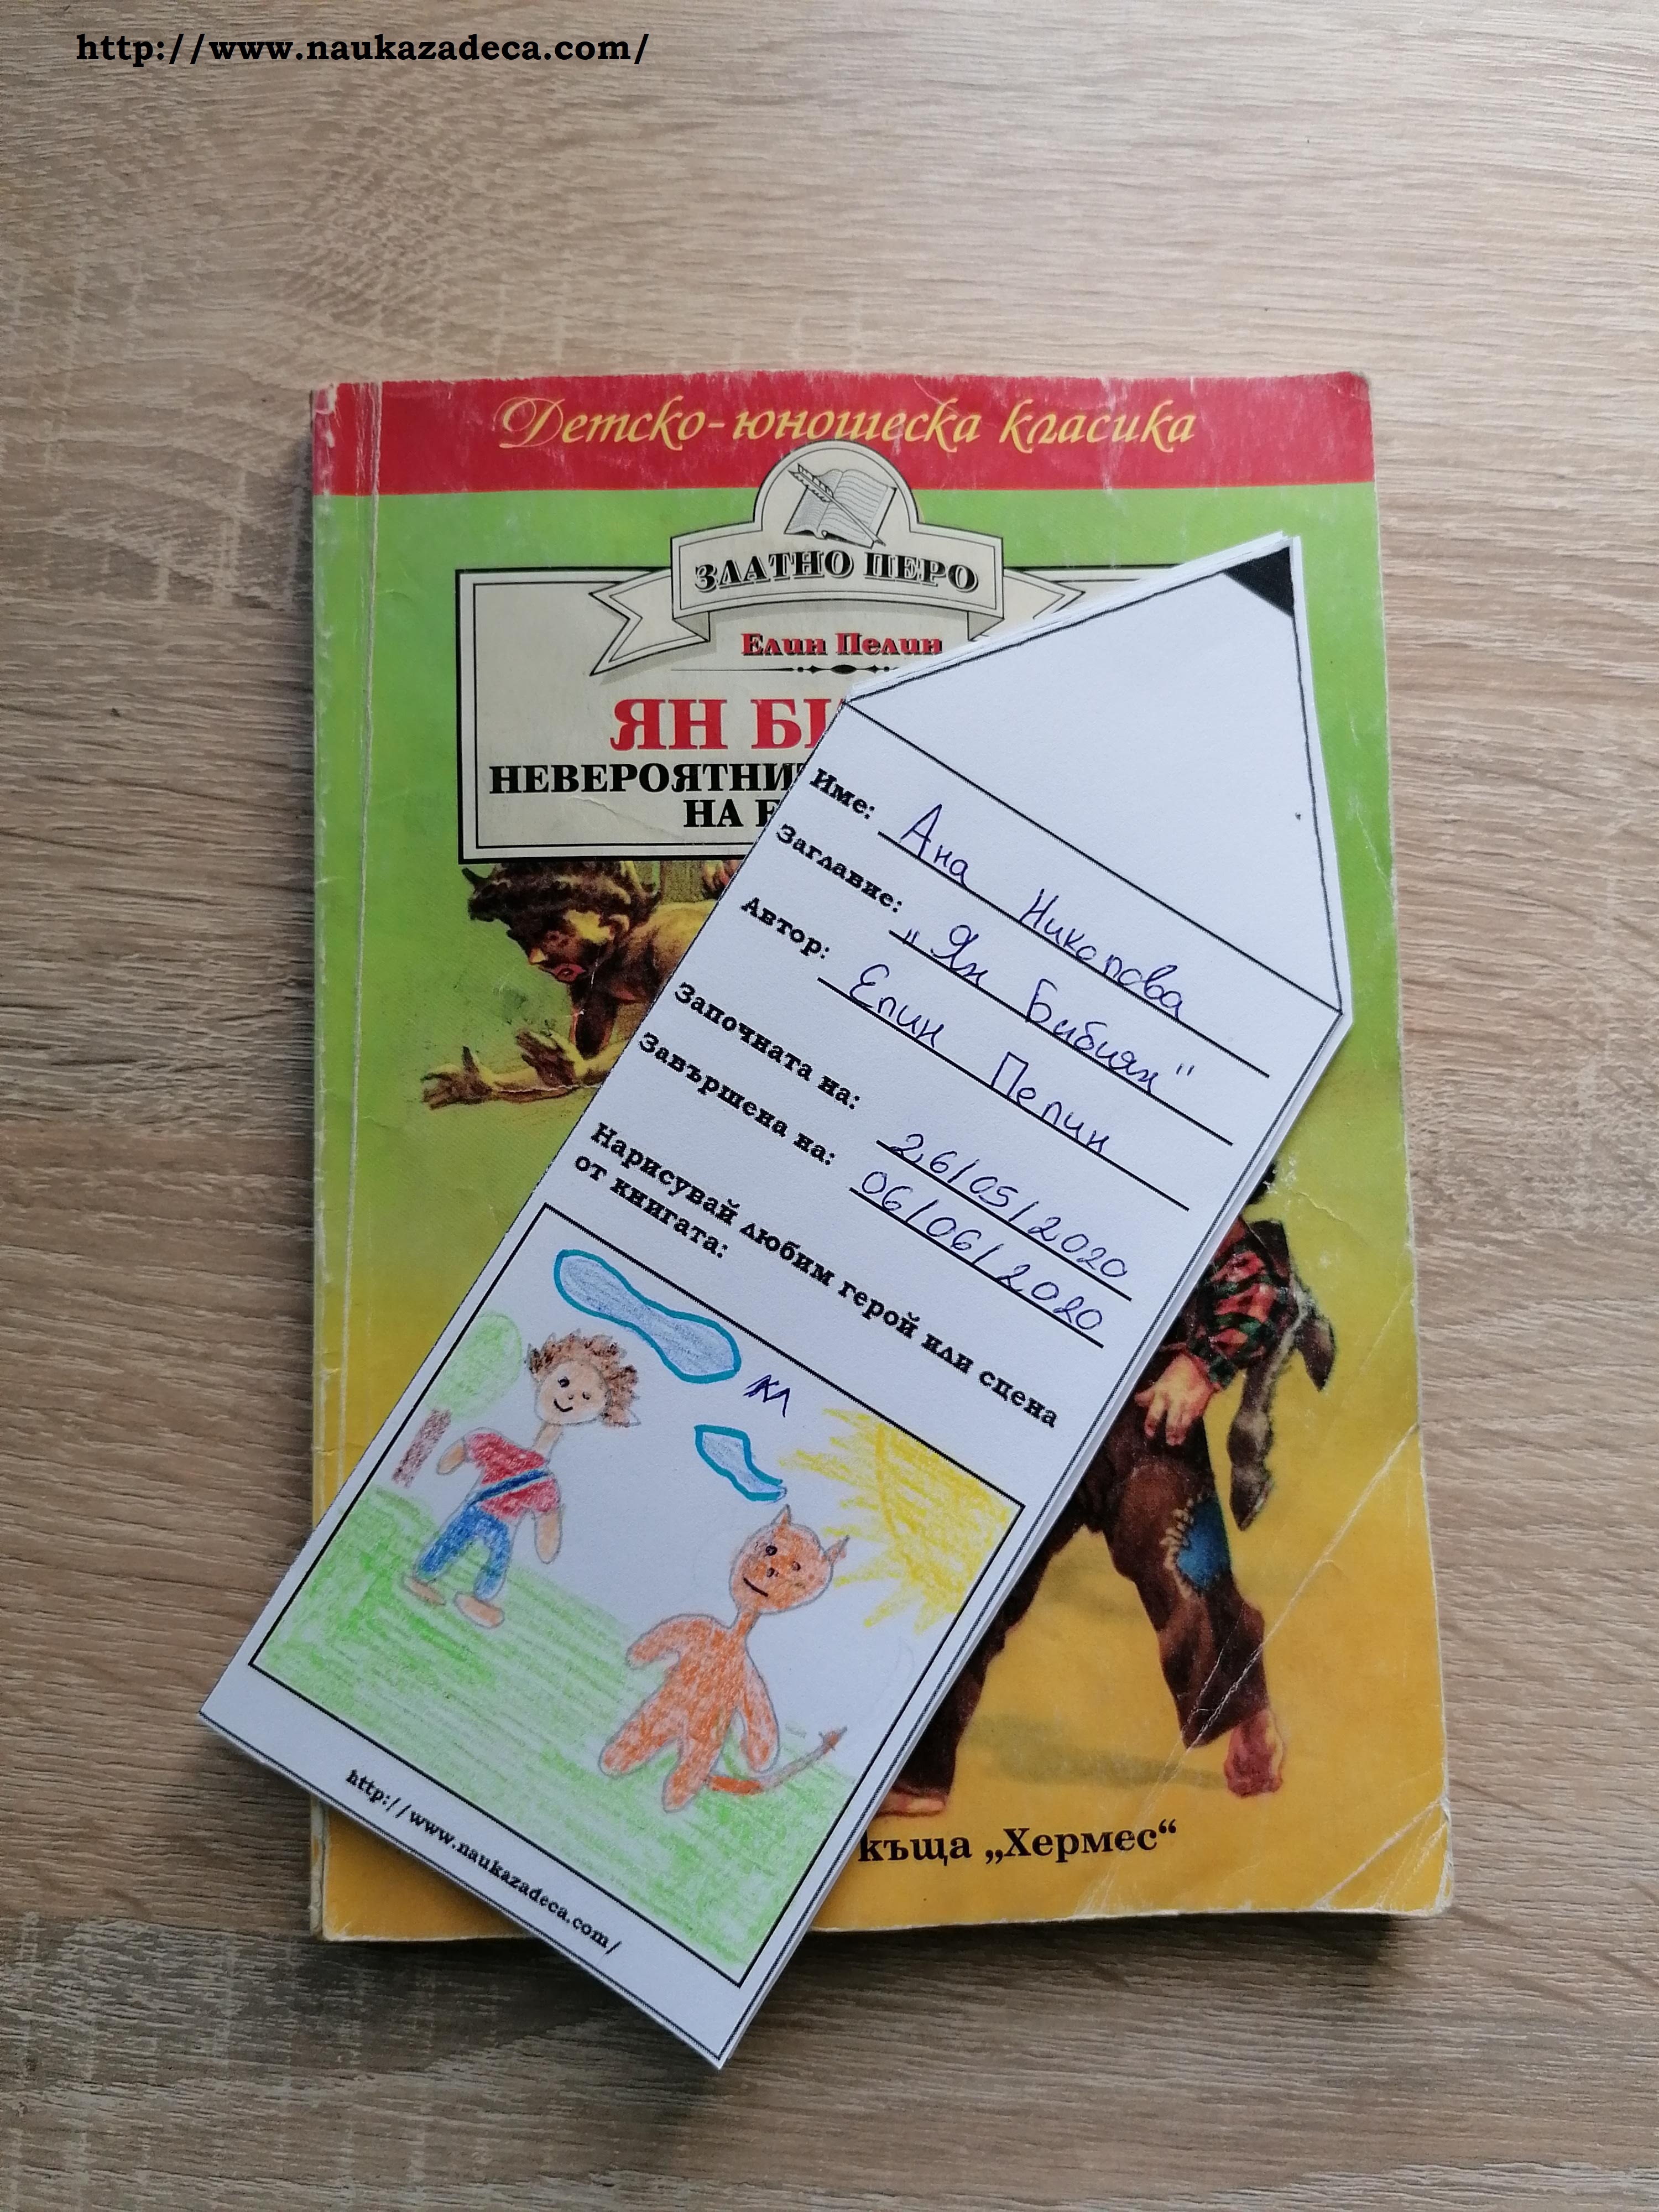 http://www.naukazadeca.com/
Детско-юношеска класика
ЗЛАТНО ПЕРО
Елин Пелин
ЯН
НЕВЕРОЯТНИ
НА
Име: Ана Николова
Заглавие: "Ян Бибиян"
Автор: Елин Пелин
Започната на: 26/05/2020
Завършена на: 06/06/2020
Нарисувай любим герой или сцена
от книгата:
http://www.naukazadeca.com/
къща „Хермес“